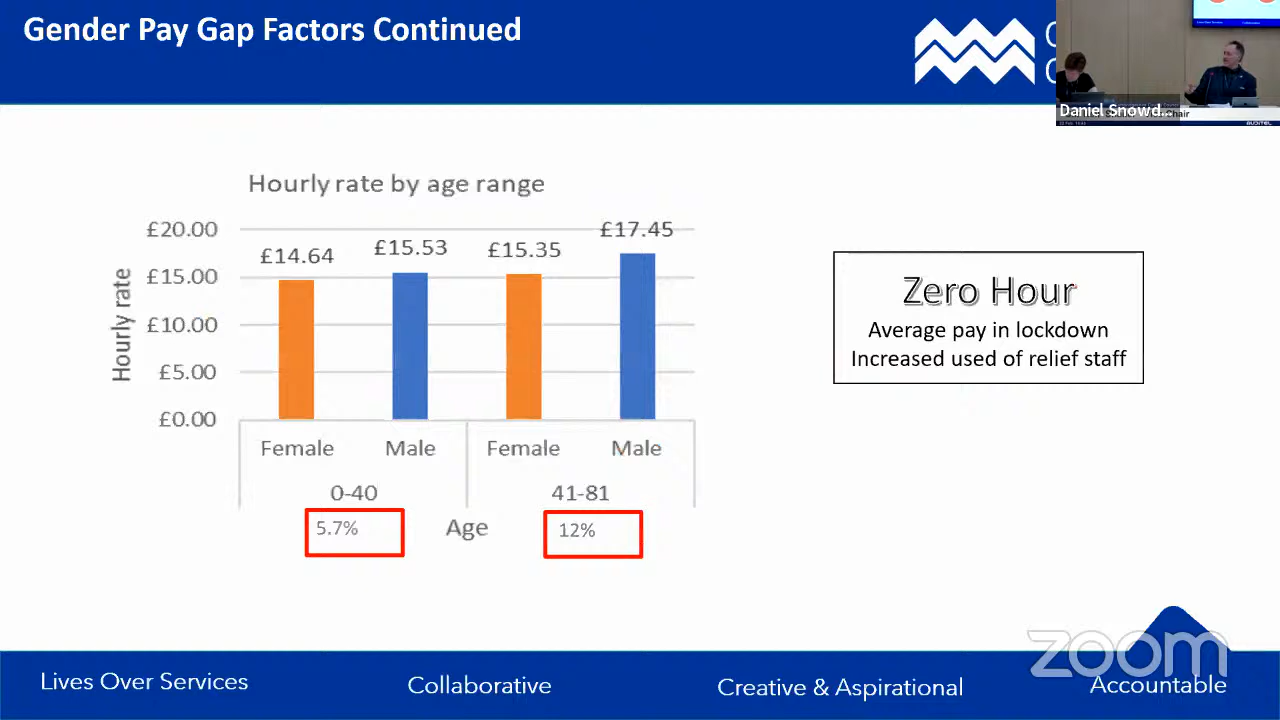 Gender Pay Gap Factors Continued
Daniel Snowd
Chair
AUDITEL
Hourly rate by age range
£20.00
£15.00
£10.00
£5.00
£0.00
Hourly rate
£14.64
£15.53
£15.35
£17.45
Female
Male
Female
Male
0-40
41-81
5.7%
Age
12%
Zero Hour
Average pay in lockdown
Increased used of relief staff
zoom
Lives Over Services
Collaborative
Creative & Aspirational
Accountable